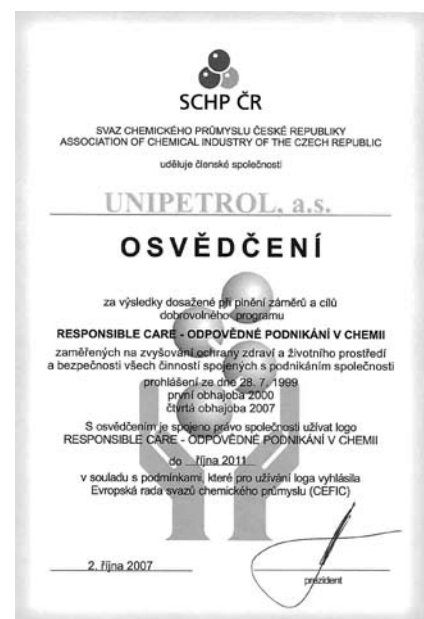 SCHP ČR
SVAZ CHEMICKÉHO PRŮMYSLU ČESKÉ REPUBLIKY
ASSOCIATION OF CHEMICAL INDUSTRY OF THE CZECH REPUBLIC
uděluje členské společnosti
UNIPETROL, a.s.
OSVĚDČENÍ
za výsledky dosažené při plnění záměrů a cílů
dobrovolného programu
RESPONSIBLE CARE - ODPOVĚDNÉ PODNIKÁNÍ V CHEMII
zaměřených na zvyšování ochrany zdraví a životního prostředí
a bezpečnosti všech činností spojených s podnikáním společnosti
prohlášení ze dne 28. 7. 1999
první obhajoba 2000
čtvrtá obhajoba 2007
S osvědčením je spojeno právo společnosti užívat logo
RESPONSIBLE CARE - ODPOVĚDNÉ PODNIKÁNÍ V CHEMII
do října 2011
v souladu s podmínkami, které pro užívání loga vyhlásila
Evropská rada svazů chemického průmyslu (CEFIC)
2. října 2007
prezident